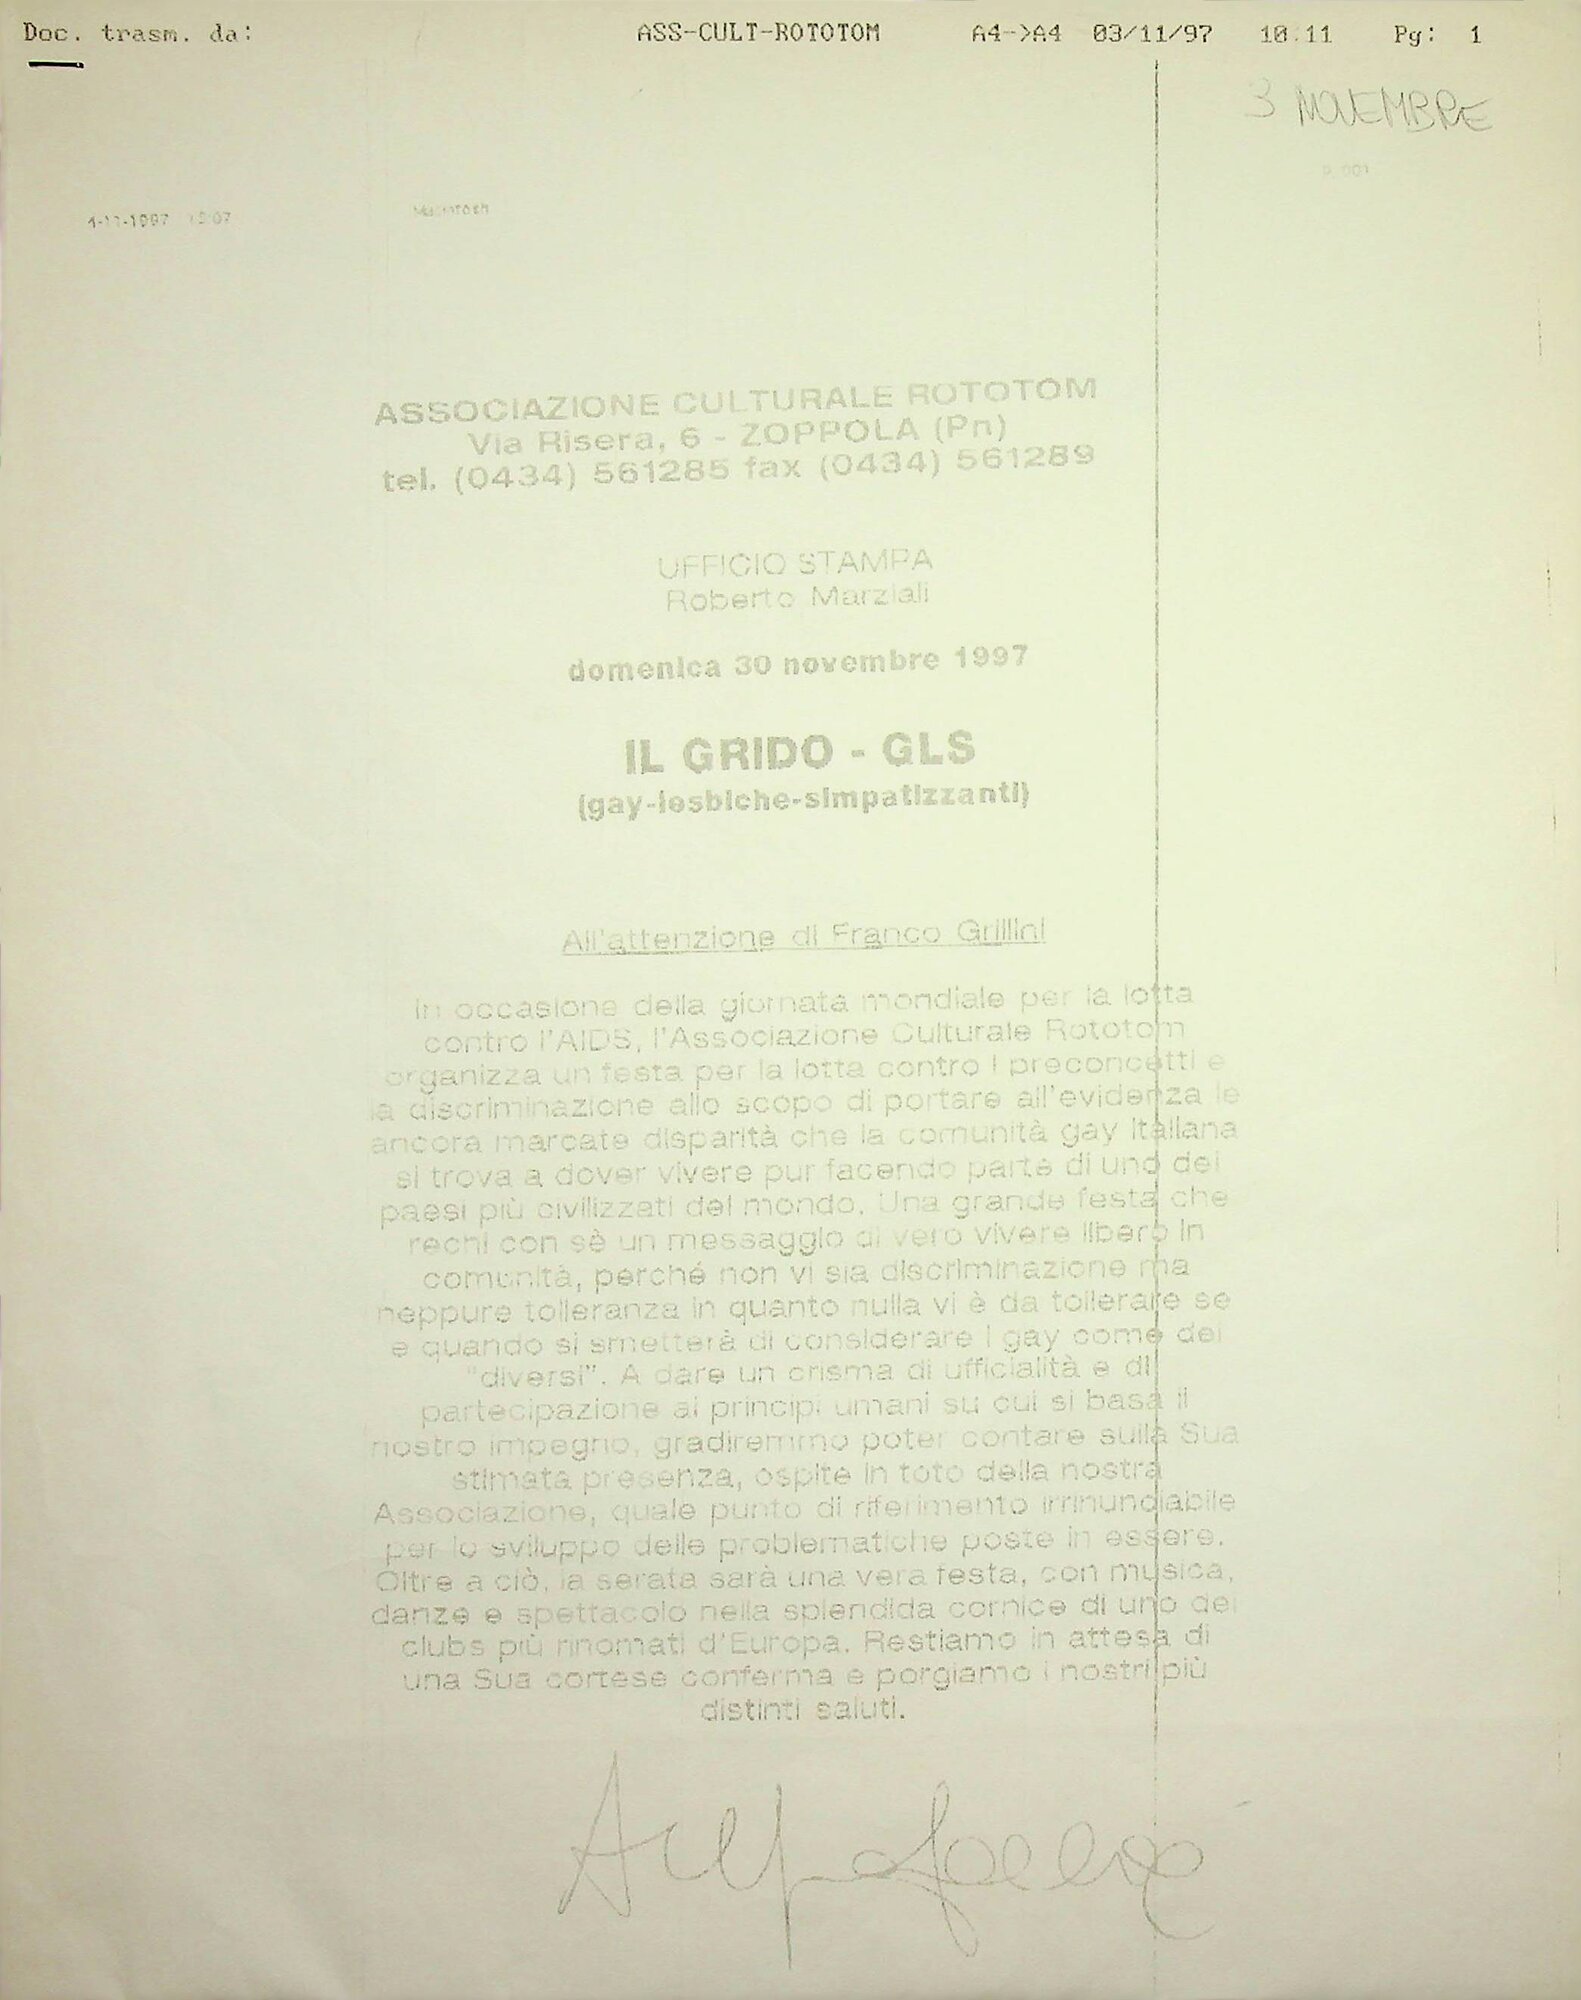 Doc. trasm. da: ASS-CULT-ROTOTOM A4->A4 03/11/97 10:11 Pg: 1
3 NOVEMBRE
P. 001
Macintosh
ASSOCIAZIONE CULTURALE ROTOTOM
Via Risera, 6 - ZOPPOLA (Pn)
tel. (0434) 561285 fax (0434) 561289
UFFICIO STAMPA
Roberto Marziali
domenica 30 novembre 1997
IL GRIDO - GLS
(gay-lesbiche-simpatizzanti)
All'attenzione di Franco Grillini
In occasione della giornata mondiale per la lotta
contro l'AIDS, l'Associazione Culturale Rototom
organizza un festa per la lotta contro i preconcetti e
la discriminazione allo scopo di portare all'evidenza le
ancora marcate disparità che la comunità gay italiana
si trova a dover vivere pur facendo parte di uno dei
paesi più civilizzati del mondo. Una grande festa che
rechi con sè un messaggio di vero vivere libero in
comunità, perché non vi sia discriminazione ma
neppure tolleranza in quanto nulla vi è da tollerare se
e quando si smetterà di considerare i gay come dei
"diversi". A dare un crisma di ufficialità e di
partecipazione ai principi umani su cui si basa il
nostro impegno, gradiremmo poter contare sulla Sua
stimata presenza, ospite in toto della nostra
Associazione, quale punto di riferimento irrinunciabile
per lo sviluppo delle problematiche poste in essere.
Oltre a ciò, la serata sarà una vera festa, con musica,
danze e spettacolo nella splendida cornice di uno dei
clubs più rinomati d'Europa. Restiamo in attesa di
una Sua cortese conferma e porgiamo i nostri più
distinti saluti.